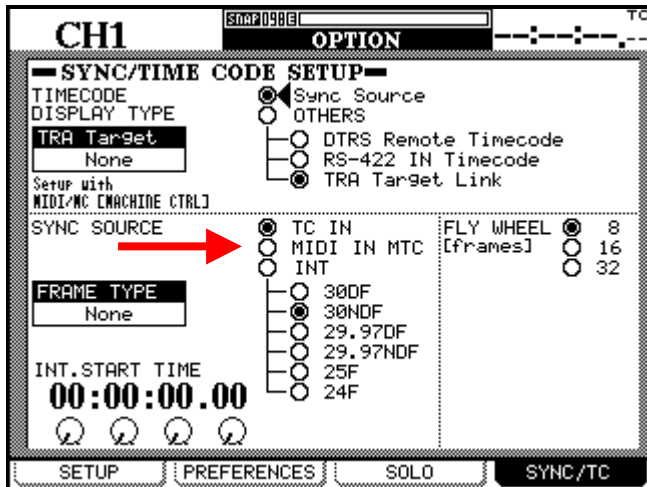 CH1
SNAP 098
OPTION
TC
--:--:--.--
SYNC/TIME CODE SETUP
TIMECODE
DISPLAY TYPE
Sync Source
OTHERS
DTRS Remote Timecode
RS-422 IN Timecode
TRA Target Link
TRA Target
None
Setup with
MIDI/MC [MACHINE CTRL]
SYNC SOURCE
TC IN
MIDI IN MTC
INT
30DF
30NDF
29.97DF
29.97NDF
25F
24F
FLY WHEEL
[frames]
8
16
32
FRAME TYPE
None
INT.START TIME
00:00:00.00
SETUP
PREFERENCES
SOLO
SYNC/TC